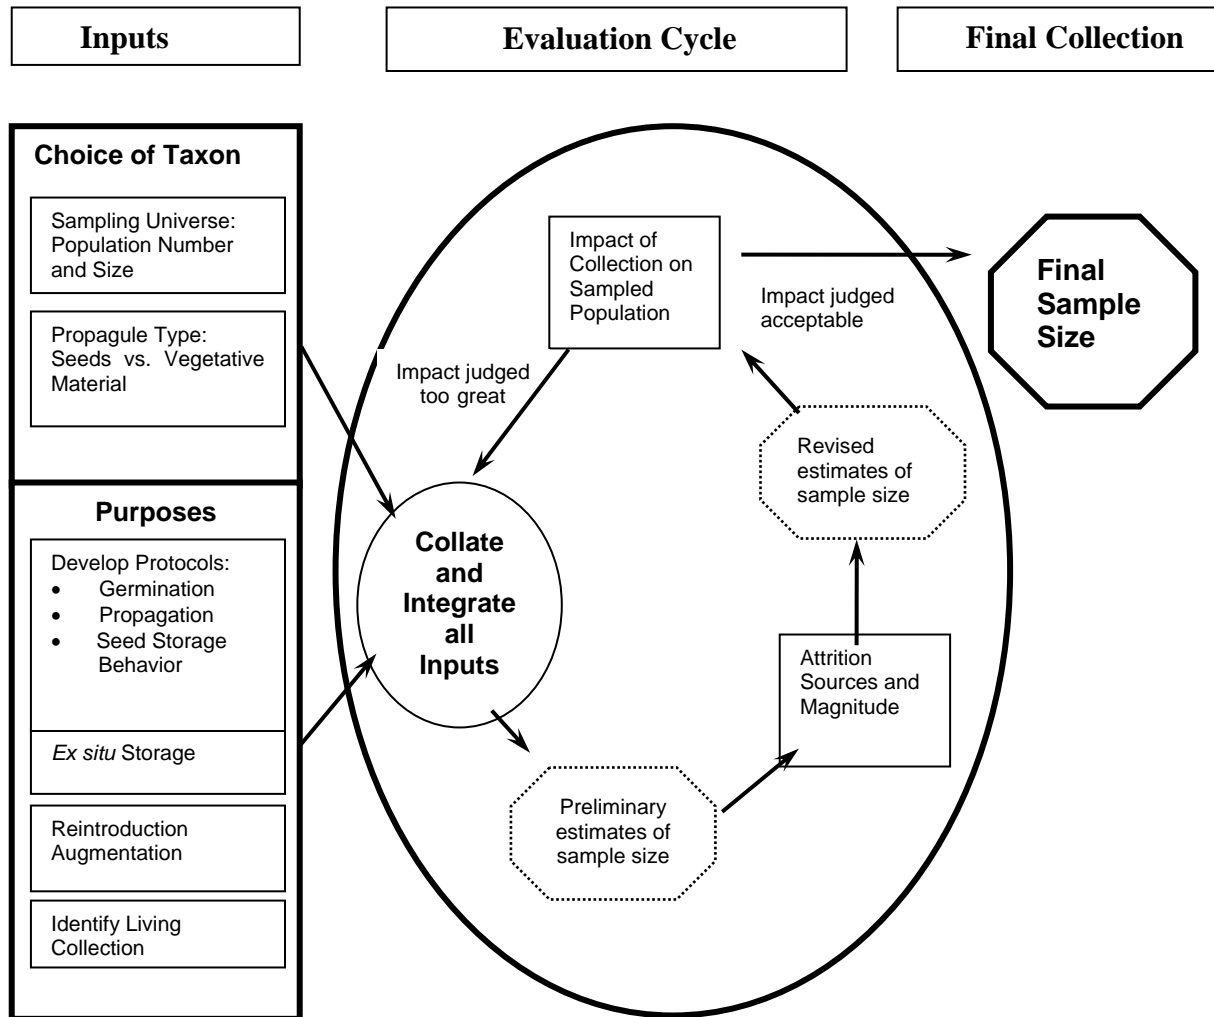 Inputs
Evaluation Cycle
Final Collection
Choice of Taxon
Sampling Universe:
Population Number
and Size
Propagule Type:
Seeds vs. Vegetative
Material
Purposes
Develop Protocols:
• Germination
• Propagation
• Seed Storage
Behavior
Ex situ Storage
Reintroduction
Augmentation
Identify Living
Collection
Impact of
Collection on
Sampled
Population
Impact judged
acceptable
Impact judged
too great
Collate
and
Integrate
all
Inputs
Preliminary
estimates of
sample size
Attrition
Sources and
Magnitude
Revised
estimates of
sample size
Final
Sample
Size